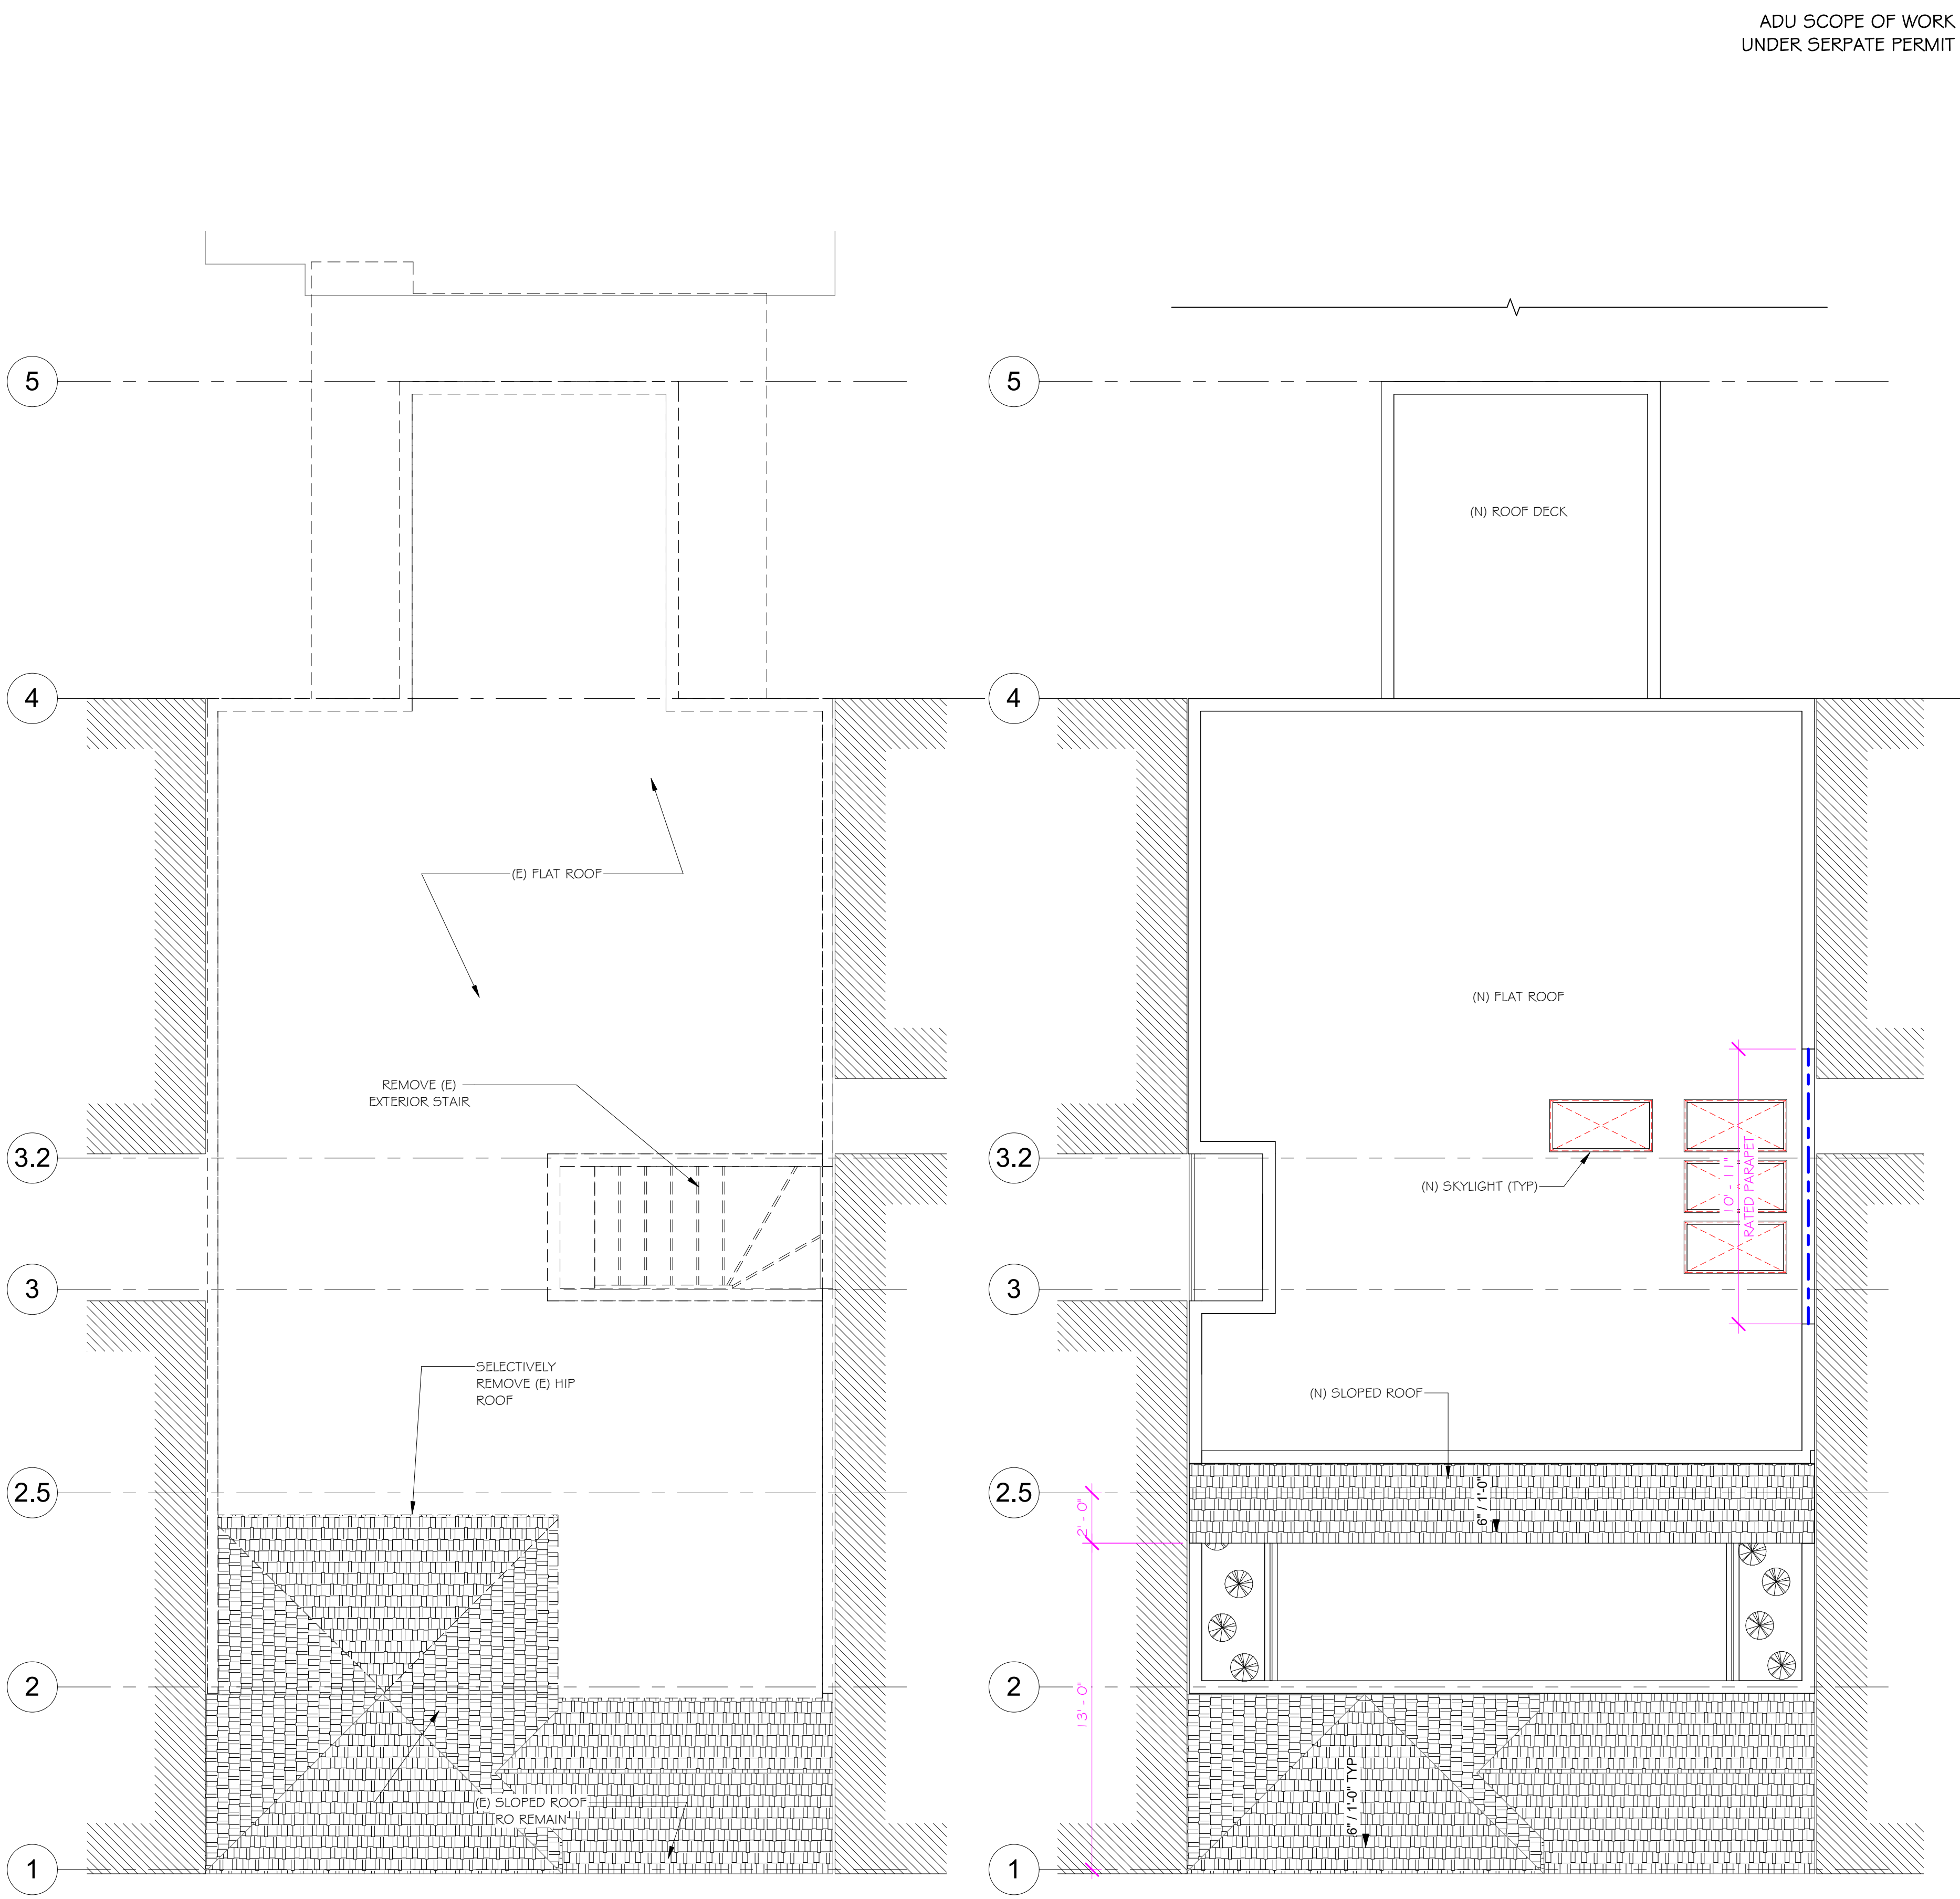 ADU SCOPE OF WORK
UNDER SERPATE PERMIT
5
4
(E) FLAT ROOF
REMOVE (E)
EXTERIOR STAIR
3.2
3
SELECTIVELY
REMOVE (E) HIP
ROOF
2.5
2
(E) SLOPED ROOF
RO REMAIN
1
5
(N) ROOF DECK
4
(N) FLAT ROOF
3.2
(N) SKYLIGHT (TYP)
10' - 11"
RATED PARAPET
3
(N) SLOPED ROOF
2.5
6" / 1'-0"
2' - 0"
2
13' - 0"
6" / 1'-0" TYP
1